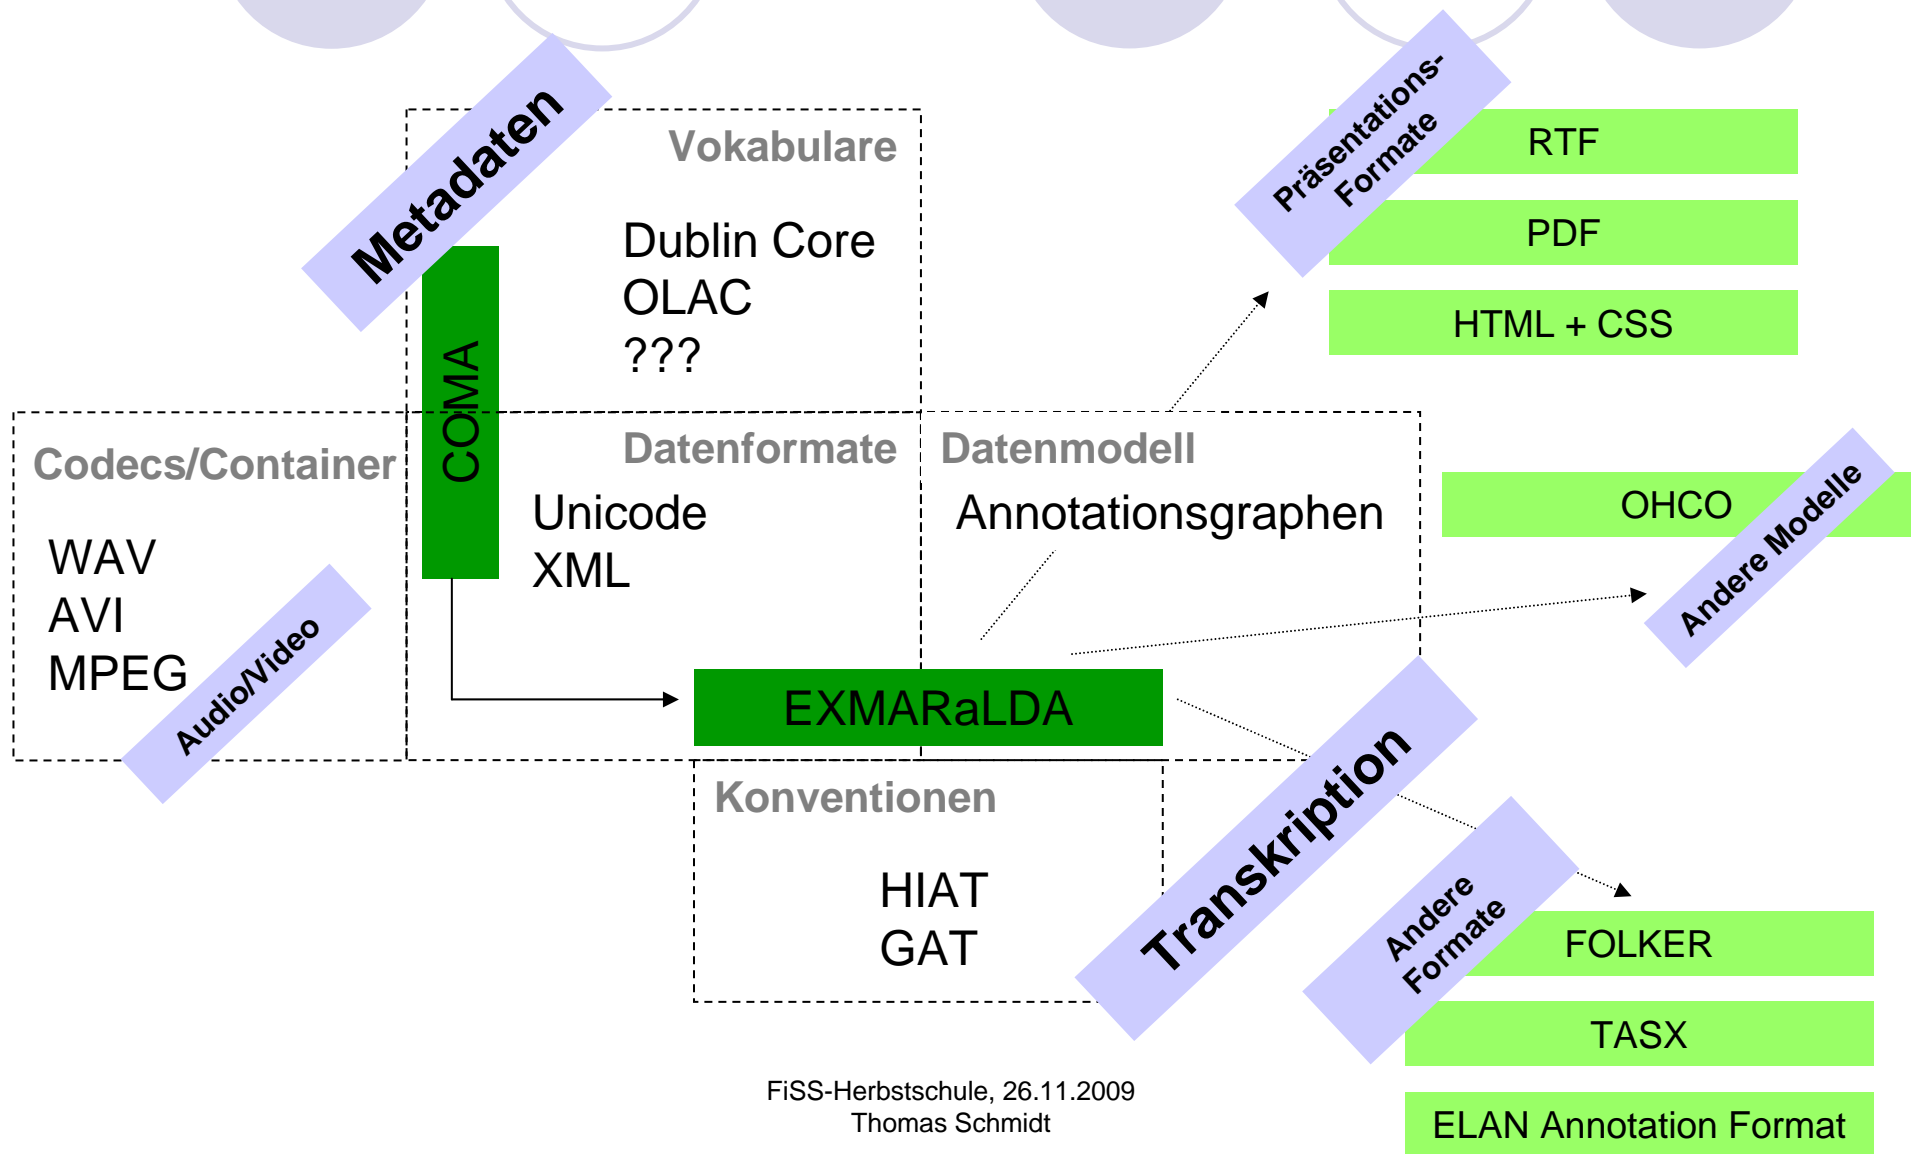 Metadaten
Vokabulare
Dublin Core
OLAC
???
COMA
Präsentations-
Formate
RTF
PDF
HTML + CSS
Codecs/Container
WAV
AVI
MPEG
Audio/Video
Datenformate
Unicode
XML
Datenmodell
Annotationsgraphen
OHCO
Andere Modelle
EXMARaLDA
Konventionen
HIAT
GAT
Transkription
Andere
Formate
FOLKER
TASX
ELAN Annotation Format
FiSS-Herbstschule, 26.11.2009
Thomas Schmidt